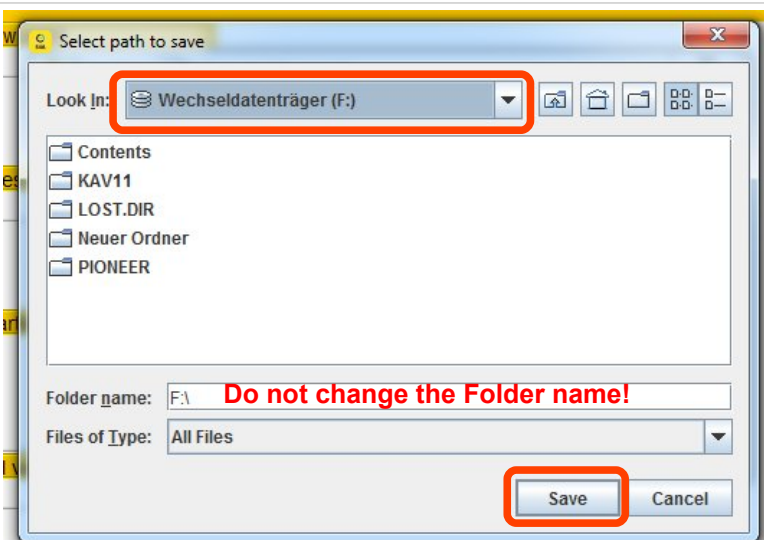 Select path to save
Look In: Wechseldatenträger (F:)
Contents
KAV11
LOST.DIR
Neuer Ordner
PIONEER
Folder name: F:\ Do not change the Folder name!
Files of Type: All Files
Save Cancel